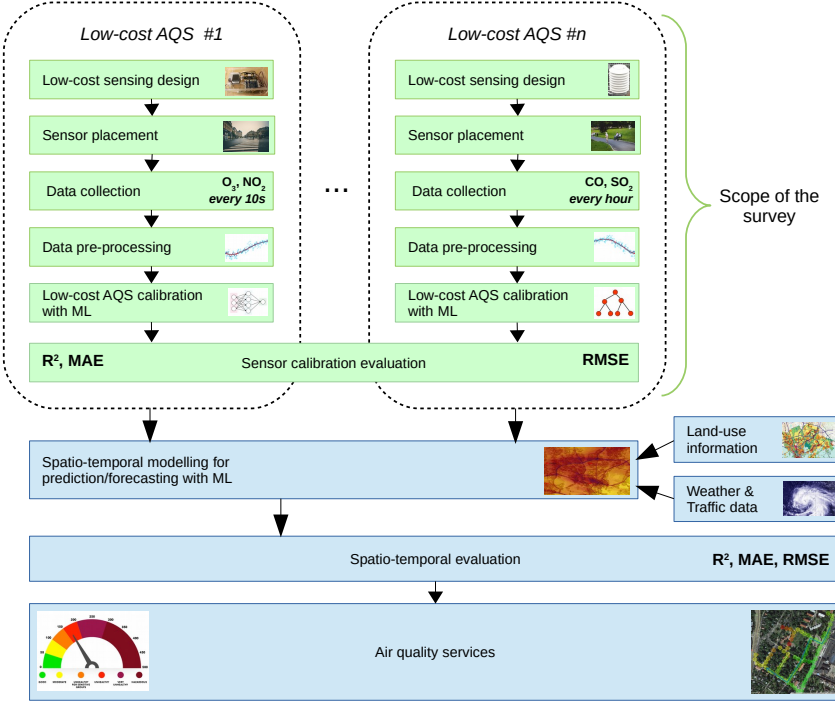 Low-cost AQS #1
Low-cost sensing design
Sensor placement
Data collection
O₃, NO₂
every 10s
Data pre-processing
Low-cost AQS calibration
with ML
...
Low-cost AQS #n
Low-cost sensing design
Sensor placement
Data collection
CO, SO₂
every hour
Data pre-processing
Low-cost AQS calibration
with ML
R², MAE
Sensor calibration evaluation
RMSE
Scope of the
survey
Spatio-temporal modelling for
prediction/forecasting with ML
Land-use
information
Weather &
Traffic data
Spatio-temporal evaluation
R², MAE, RMSE
Air quality services